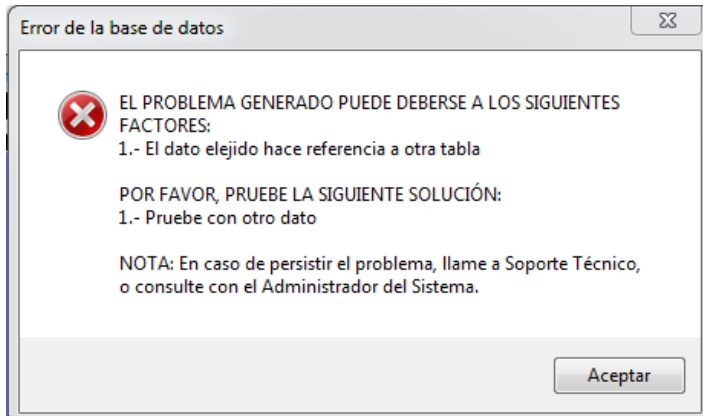 Error de la base de datos
EL PROBLEMA GENERADO PUEDE DEBERSE A LOS SIGUIENTES
FACTORES:
1.- El dato elejido hace referencia a otra tabla
POR FAVOR, PRUEBE LA SIGUIENTE SOLUCIÓN:
1.- Pruebe con otro dato
NOTA: En caso de persistir el problema, llame a Soporte Técnico,
o consulte con el Administrador del Sistema.
Aceptar